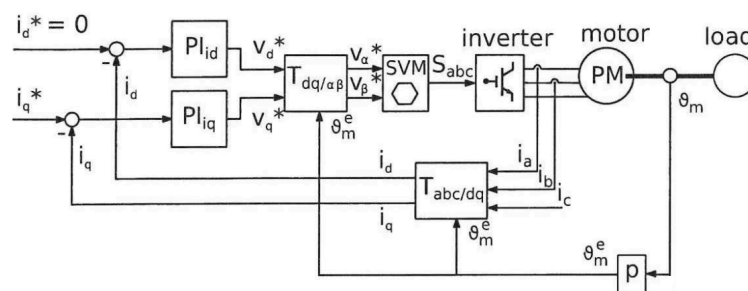 i_d* = 0
-
i_d
PI_id
v_d*
T_dq/αβ
v_α*
v_β*
SVM
S_abc
inverter
motor
PM
load
ϑ_m
i_q*
-
i_q
PI_iq
v_q*
ϑ_m^e
i_d
i_q
T_abc/dq
i_a
i_b
i_c
ϑ_m^e
ϑ_m^e
p